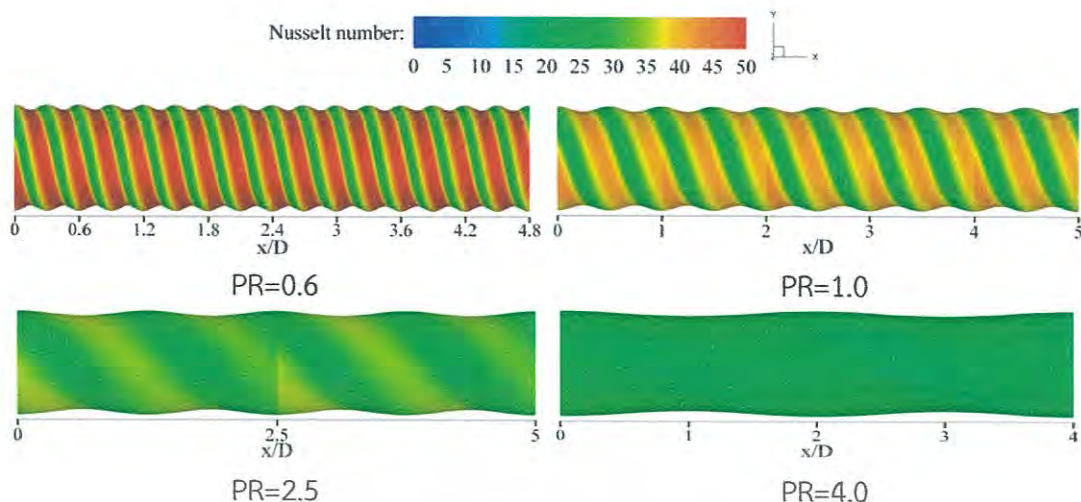 Nusselt number:
0 5 10 15 20 25 30 35 40 45 50
Y
Z X
0 0.6 1.2 1.8 2.4 3 3.6 4.2 4.8
x/D
PR=0.6
0 1 2 3 4 5
x/D
PR=1.0
0 2.5 5
x/D
PR=2.5
0 1 2 3 4
x/D
PR=4.0